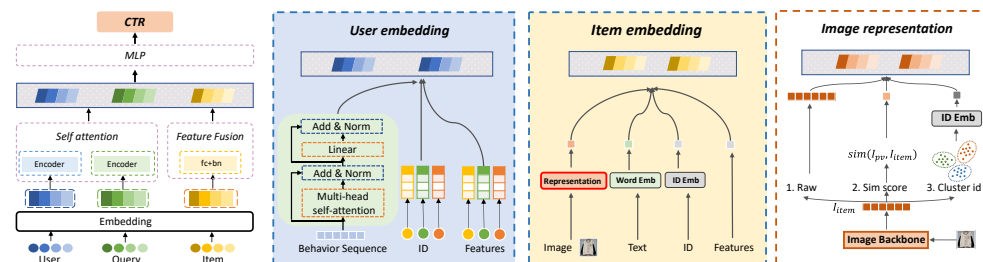 CTR
MLP
Self attention
Feature Fusion
Encoder
Encoder
fc+bn
Embedding
User
Query
Item
User embedding
Add & Norm
Linear
Add & Norm
Multi-head
self-attention
Behavior Sequence
ID
Features
Item embedding
Representation
Word Emb
ID Emb
Image
Text
ID
Features
Image representation
ID Emb
sim(I_pv, I_item)
1. Raw
2. Sim score
3. Cluster id
I_item
Image Backbone